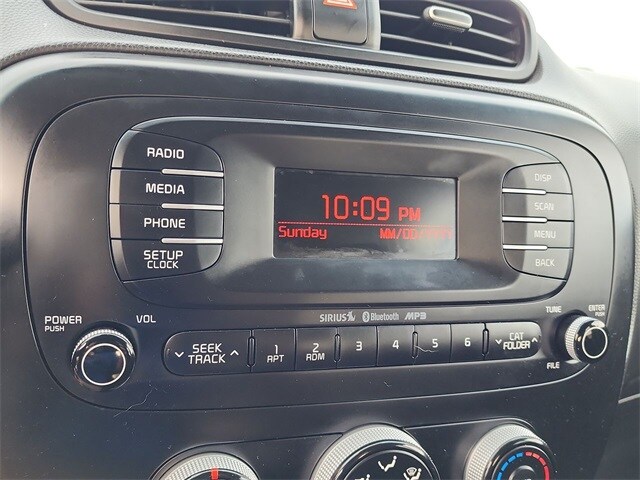 RADIO
MEDIA
PHONE
SETUP
CLOCK
10:09 PM
Sunday
DISP
SCAN
MENU
BACK
SIRIUS Bluetooth MP3
POWER
PUSH
VOL
SEEK
TRACK
1
RPT
2
RDM
3
4
5
6
CAT
FOLDER
TUNE
FILE
ENTER
PUSH